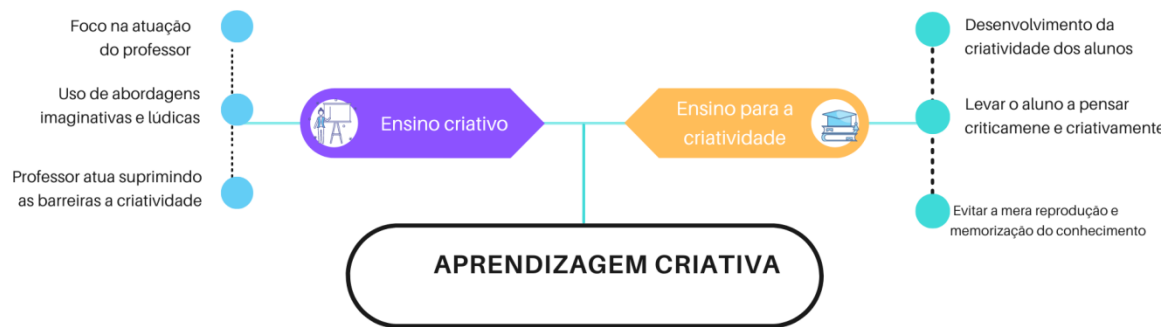 Foco na atuação
do professor
Uso de abordagens
imaginativas e lúdicas
Professor atua suprimindo
as barreiras a criatividade
Ensino criativo
Ensino para a
criatividade
Desenvolvimento da
criatividade dos alunos
Levar o aluno a pensar
criticamene e criativamente
Evitar a mera reprodução e
memorização do conhecimento
APRENDIZAGEM CRIATIVA